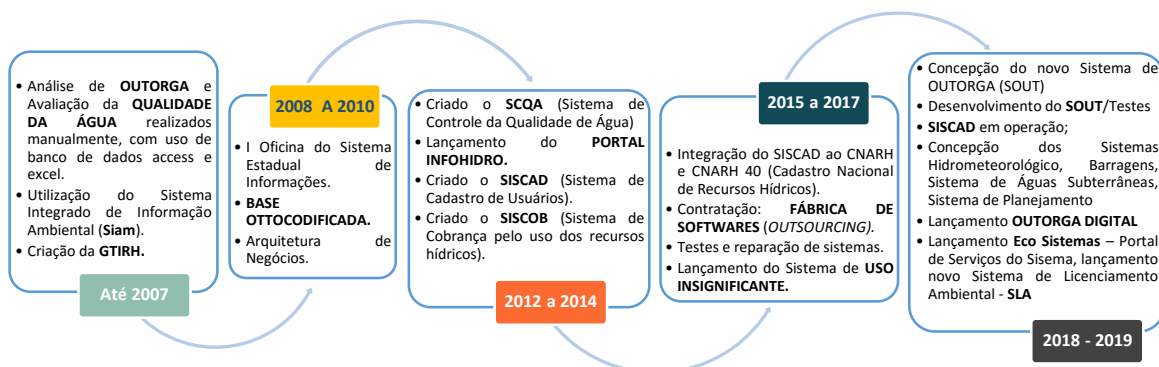 • Análise de OUTORGA e
Avaliação da QUALIDADE
DA ÁGUA realizados
manualmente, com uso de
banco de dados access e
excel.
• Utilização do Sistema
Integrado de Informação
Ambiental (Siam).
• Criação da GTIRH.
Até 2007
2008 A 2010
• I Oficina do Sistema
Estadual de
Informações.
• BASE
OTTOCODIFICADA.
• Arquitetura de
Negócios.
• Criado o SCQA (Sistema de
Controle da Qualidade de Água)
• Lançamento do PORTAL
INFOHIDRO.
• Criado o SISCAD (Sistema de
Cadastro de Usuários).
• Criado o SISCOB (Sistema de
Cobrança pelo uso dos recursos
hídricos).
2012 a 2014
2015 a 2017
• Integração do SISCAD ao CNARH
e CNARH 40 (Cadastro Nacional
de Recursos Hídricos).
• Contratação: FÁBRICA DE
SOFTWARES (OUTSOURCING).
• Testes e reparação de sistemas.
• Lançamento do Sistema de USO
INSIGNIFICANTE.
• Concepção do novo Sistema de
OUTORGA (SOUT)
• Desenvolvimento do SOUT/Testes
• SISCAD em operação;
• Concepção dos Sistemas
Hidrometeorológico, Barragens,
Sistema de Águas Subterrâneas,
Sistema de Planejamento
• Lançamento OUTORGA DIGITAL
• Lançamento Eco Sistemas – Portal
de Serviços do Sisema, lançamento
novo Sistema de Licenciamento
Ambiental - SLA
2018 - 2019